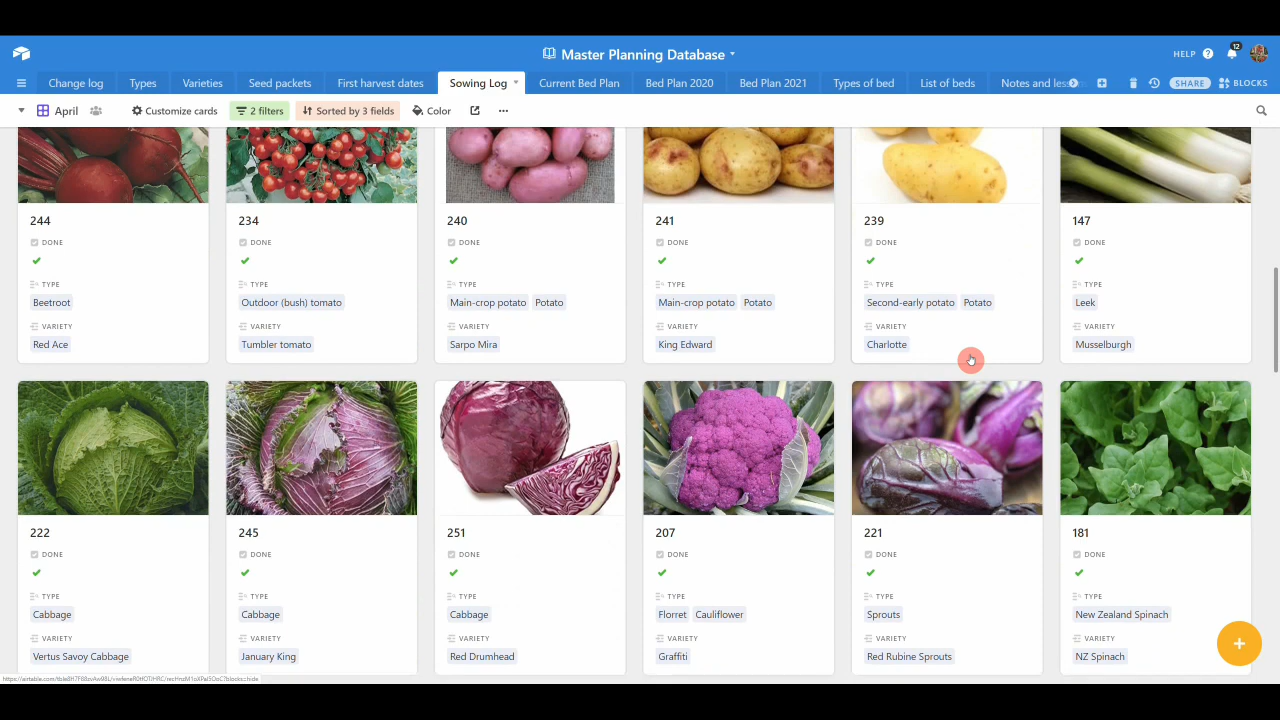 Master Planning Database
HELP
12
Change log Types Varieties Seed packets First harvest dates Sowing Log Current Bed Plan Bed Plan 2020 Bed Plan 2021 Types of bed List of beds Notes and less SHARE BLOCKS
April Customize cards 2 filters Sorted by 3 fields Color
244 234 240 241 239 147
DONE DONE DONE DONE DONE DONE
TYPE TYPE TYPE TYPE TYPE TYPE
Beetroot Outdoor (bush) tomato Main-crop potato Potato Main-crop potato Potato Second-early potato Potato Leek
VARIETY VARIETY VARIETY VARIETY VARIETY VARIETY
Red Ace Tumbler tomato Sarpo Mira King Edward Charlotte Musselburgh
222 245 251 207 221 181
DONE DONE DONE DONE DONE DONE
TYPE TYPE TYPE TYPE TYPE TYPE
Cabbage Cabbage Cabbage Florret Cauliflower Sprouts New Zealand Spinach
VARIETY VARIETY VARIETY VARIETY VARIETY VARIETY
Vertus Savoy Cabbage January King Red Drumhead Graffiti Red Rubine Sprouts NZ Spinach